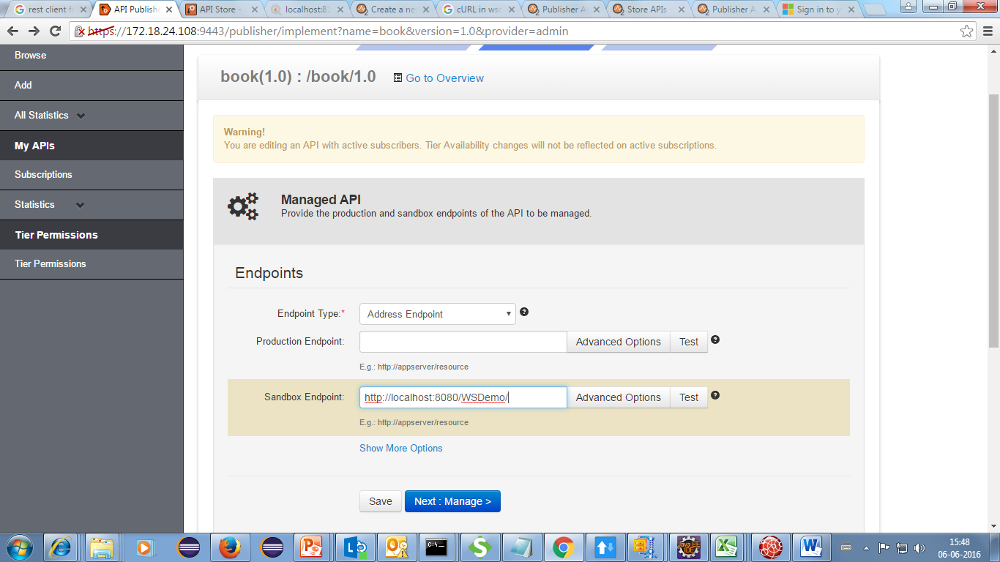 rest client f
API Publishe
API Store -
localhost:81
Create a ne
cURL in wsc
Publisher A
Store APIs
Publisher A
Sign in to y
https://172.18.24.108:9443/publisher/implement?name=book&version=1.0&provider=admin
Browse
Add
All Statistics
My APIs
Subscriptions
Statistics
Tier Permissions
Tier Permissions
book(1.0) : /book/1.0
Go to Overview
Warning!
You are editing an API with active subscribers. Tier Availability changes will not be reflected on active subscriptions.
Managed API
Provide the production and sandbox endpoints of the API to be managed.
Endpoints
Endpoint Type:* Address Endpoint
Production Endpoint: Advanced Options Test
E.g.: http://appserver/resource
Sandbox Endpoint: http://localhost:8080/WSDemo/ Advanced Options Test
E.g.: http://appserver/resource
Show More Options
Save Next : Manage >
Java EE
IDE
15:48
06-06-2016